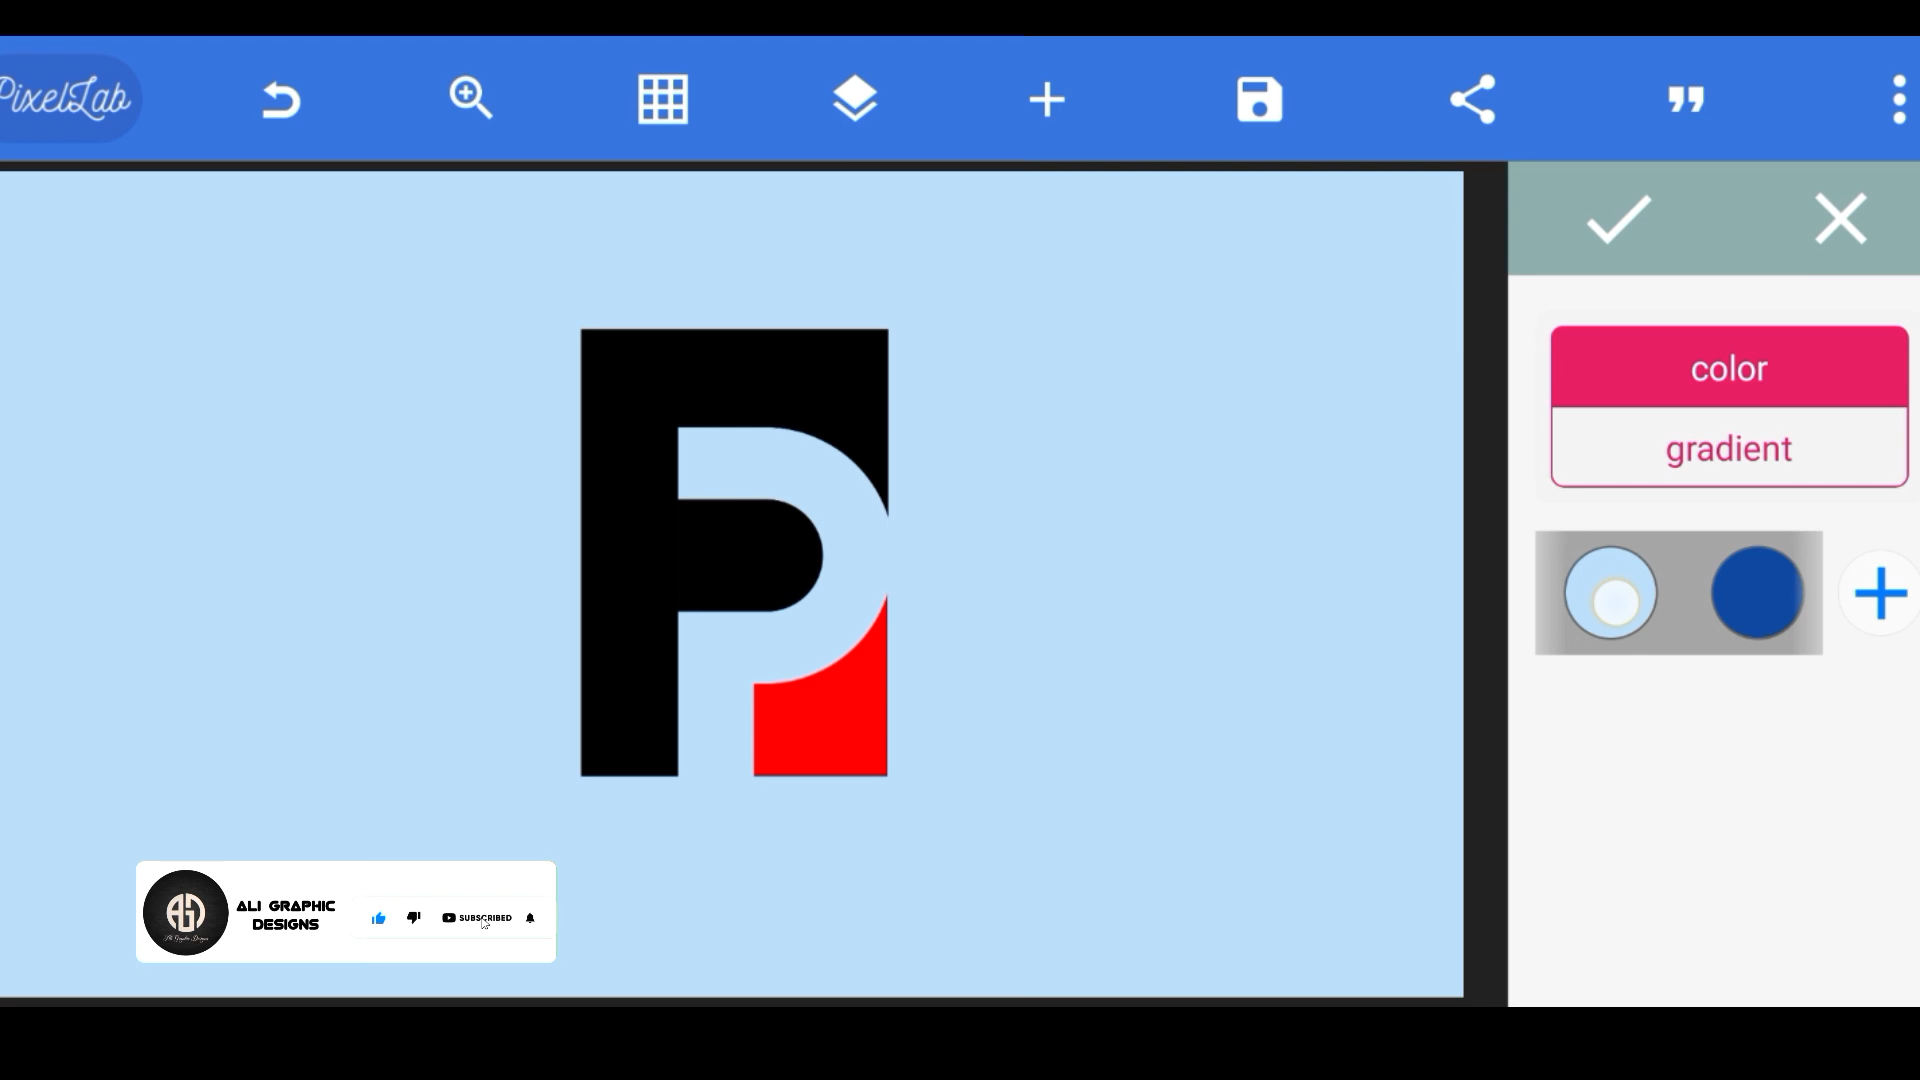 PixelLab
color
gradient
ALI GRAPHIC
DESIGNS
SUBSCRIBED